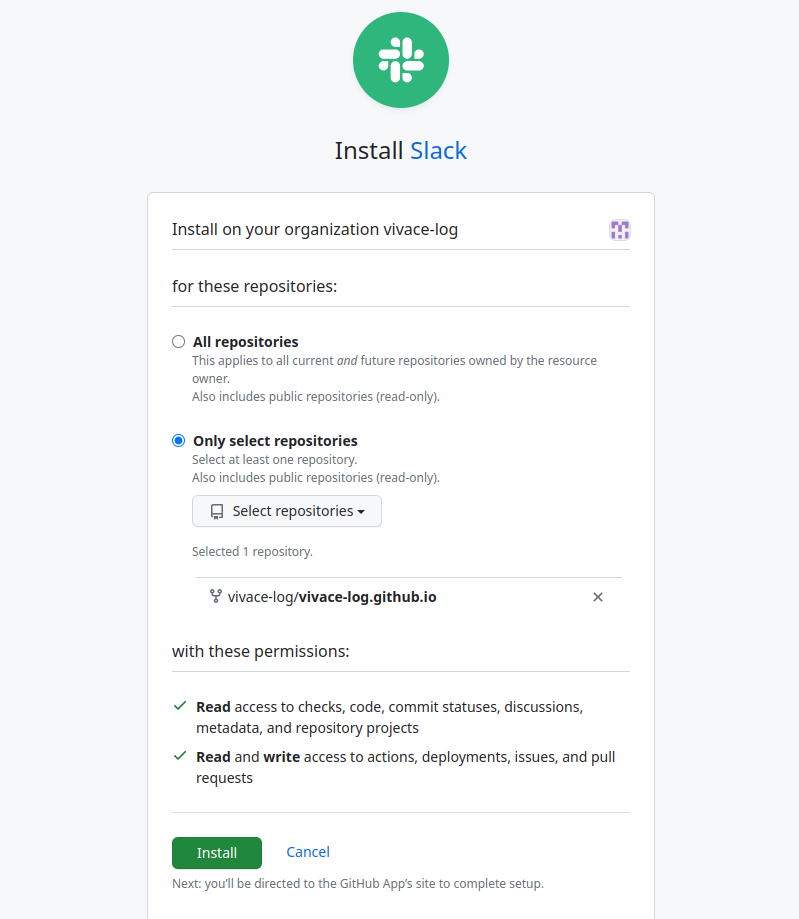 Install Slack
Install on your organization vivace-log
for these repositories:
All repositories
This applies to all current and future repositories owned by the resource
owner.
Also includes public repositories (read-only).
Only select repositories
Select at least one repository.
Also includes public repositories (read-only).
Select repositories
Selected 1 repository.
vivace-log/vivace-log.github.io
with these permissions:
Read access to checks, code, commit statuses, discussions,
metadata, and repository projects
Read and write access to actions, deployments, issues, and pull
requests
Install Cancel
Next: you’ll be directed to the GitHub App’s site to complete setup.